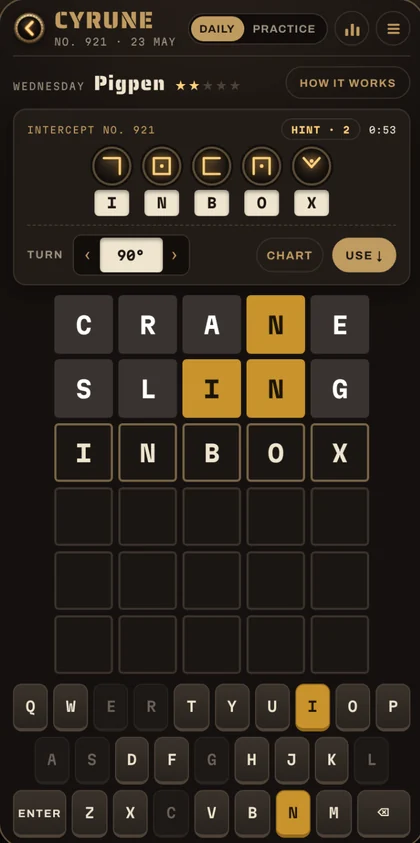 CYRUNE
NO. 921 · 23 MAY
DAILY PRACTICE
WEDNESDAY Pigpen ★★★★★ HOW IT WORKS
INTERCEPT NO. 921 HINT · 2 0:53
I N B O X
TURN ‹ 90° › CHART USE ↓
C R A N E
S L I N G
I N B O X
Q W E R T Y U I O P
A S D F G H J K L
ENTER Z X C V B N M ⌫